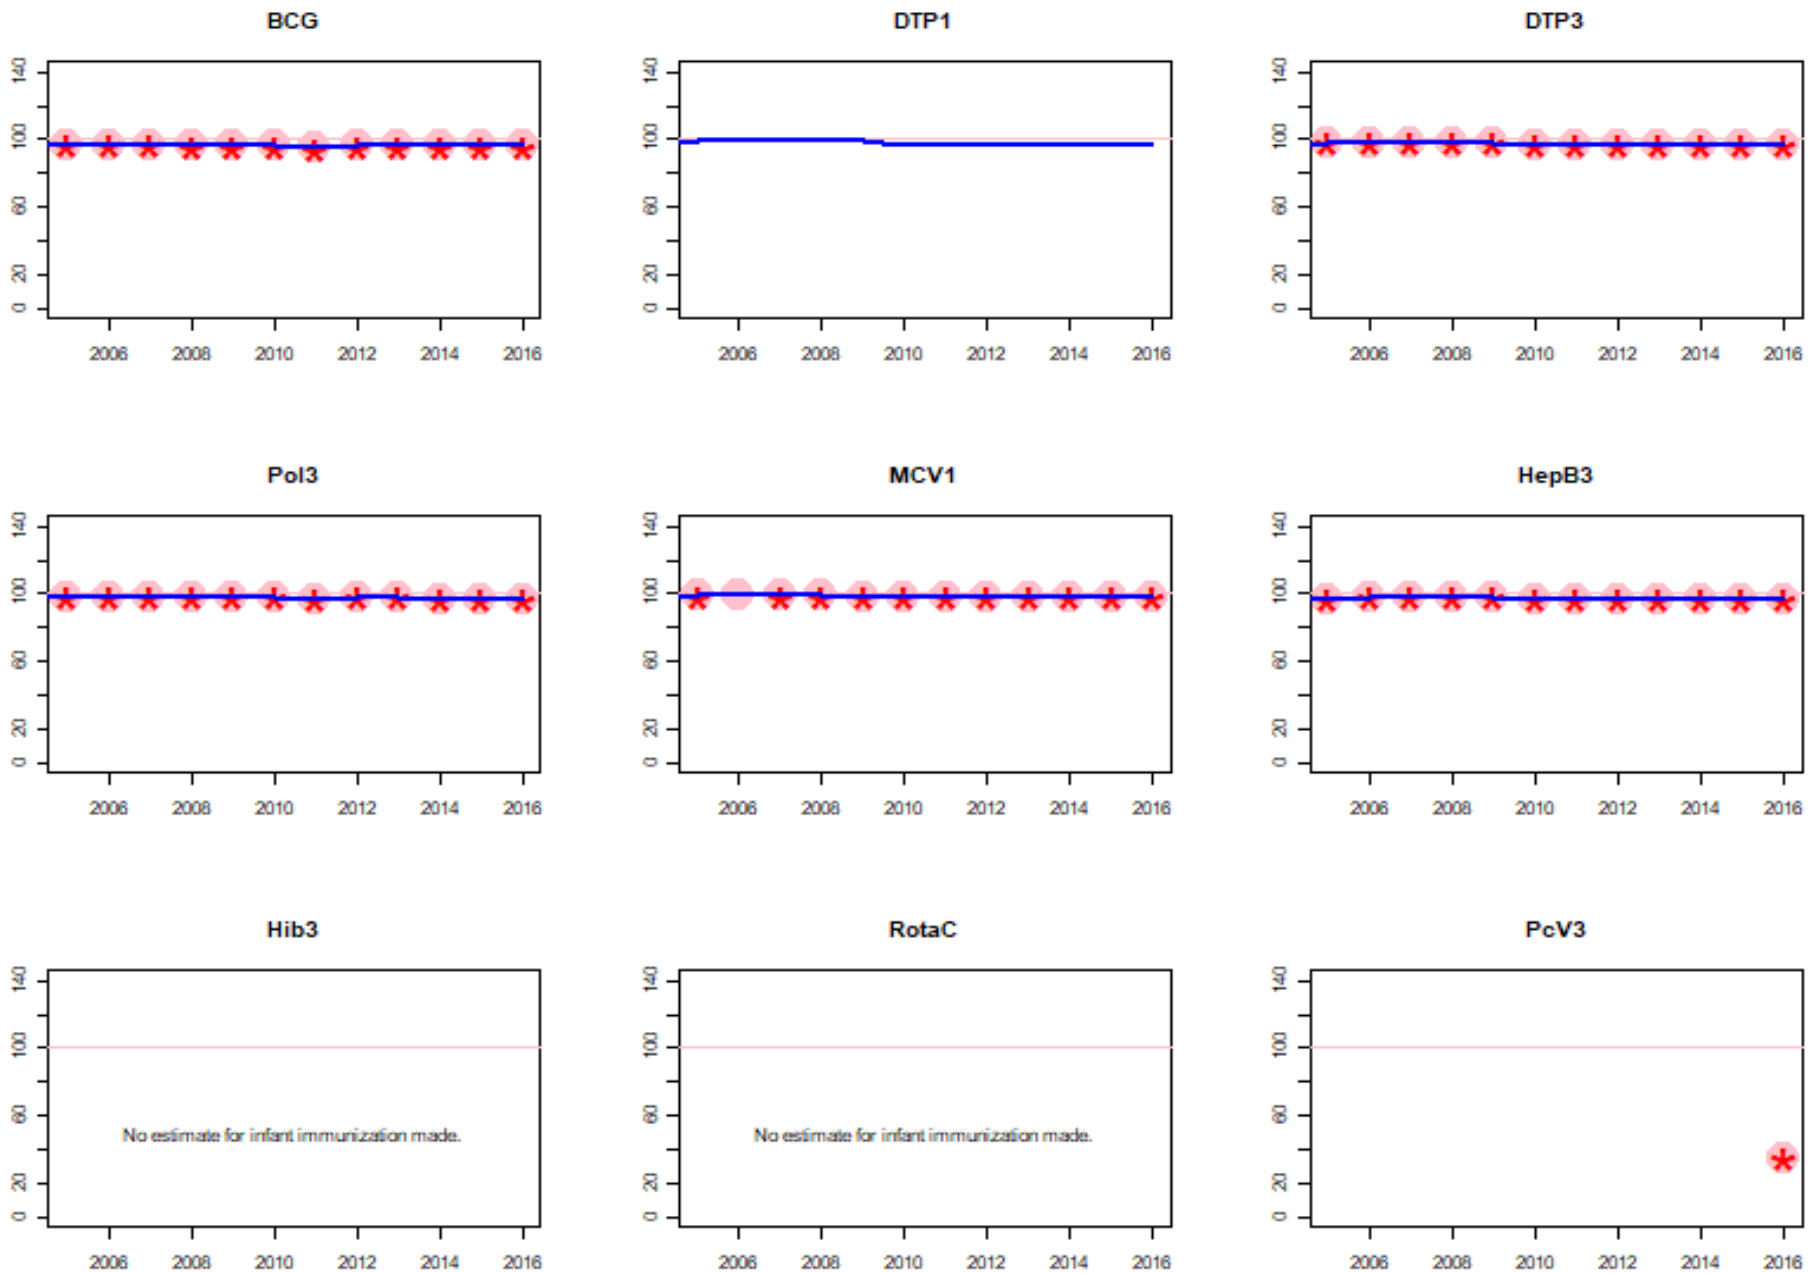 BCG DTP1 DTP3
140 140 140
100 100 100
60 60 60
20 20 20
0 0 0
2006 2008 2010 2012 2014 2016 2006 2008 2010 2012 2014 2016 2006 2008 2010 2012 2014 2016
Pol3 MCV1 HepB3
140 140 140
100 100 100
60 60 60
20 20 20
0 0 0
2006 2008 2010 2012 2014 2016 2006 2008 2010 2012 2014 2016 2006 2008 2010 2012 2014 2016
Hib3 RotaC PcV3
140 140 140
100 100 100
60 60 60
No estimate for infant immunization made. No estimate for infant immunization made.
20 20 20
0 0 0
2006 2008 2010 2012 2014 2016 2006 2008 2010 2012 2014 2016 2006 2008 2010 2012 2014 2016